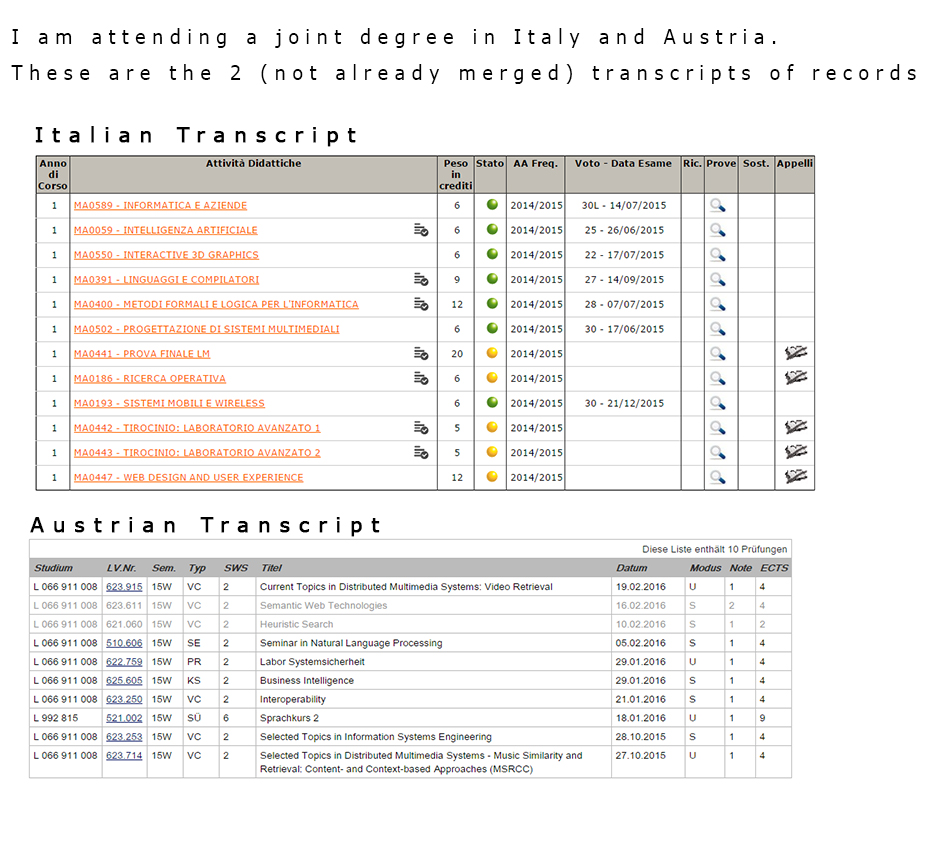 I am attending a joint degree in Italy and Austria.
These are the 2 (not already merged) transcripts of records
Italian Transcript
Anno di Corso Attività Didattiche Peso in crediti Stato AA Freq. Voto - Data Esame Ric. Prove Sost. Appelli
1 MA0589 - INFORMATICA E AZIENDE 6 2014/2015 30L - 14/07/2015
1 MA0059 - INTELLIGENZA ARTIFICIALE 6 2014/2015 25 - 26/06/2015
1 MA0550 - INTERACTIVE 3D GRAPHICS 6 2014/2015 22 - 17/07/2015
1 MA0391 - LINGUAGGI E COMPILATORI 9 2014/2015 27 - 14/09/2015
1 MA0400 - METODI FORMALI E LOGICA PER L'INFORMATICA 12 2014/2015 28 - 07/07/2015
1 MA0502 - PROGETTAZIONE DI SISTEMI MULTIMEDIALI 6 2014/2015 30 - 17/06/2015
1 MA0441 - PROVA FINALE LM 20 2014/2015
1 MA0186 - RICERCA OPERATIVA 6 2014/2015
1 MA0193 - SISTEMI MOBILI E WIRELESS 6 2014/2015 30 - 21/12/2015
1 MA0442 - TIROCINIO: LABORATORIO AVANZATO 1 5 2014/2015
1 MA0443 - TIROCINIO: LABORATORIO AVANZATO 2 5 2014/2015
1 MA0447 - WEB DESIGN AND USER EXPERIENCE 12 2014/2015
Austrian Transcript
Diese Liste enthält 10 Prüfungen
Studium LV.Nr. Sem. Typ SWS Titel Datum Modus Note ECTS
L 066 911 008 623.915 15W VC 2 Current Topics in Distributed Multimedia Systems: Video Retrieval 19.02.2016 U 1 4
L 066 911 008 623.611 15W VC 2 Semantic Web Technologies 16.02.2016 S 2 4
L 066 911 008 621.060 15W VC 2 Heuristic Search 10.02.2016 S 1 2
L 066 911 008 510.606 15W SE 2 Seminar in Natural Language Processing 05.02.2016 S 1 4
L 066 911 008 622.759 15W PR 2 Labor Systemsicherheit 29.01.2016 U 1 4
L 066 911 008 625.605 15W KS 2 Business Intelligence 29.01.2016 S 1 4
L 066 911 008 623.250 15W VC 2 Interoperability 21.01.2016 S 1 4
L 992 815 521.002 15W SÜ 6 Sprachkurs 2 18.01.2016 U 1 9
L 066 911 008 623.253 15W VC 2 Selected Topics in Information Systems Engineering 28.10.2015 S 1 4
L 066 911 008 623.714 15W VC 2 Selected Topics in Distributed Multimedia Systems - Music Similarity and 27.10.2015 U 1 4
Retrieval: Content- and Context-based Approaches (MSRCC)